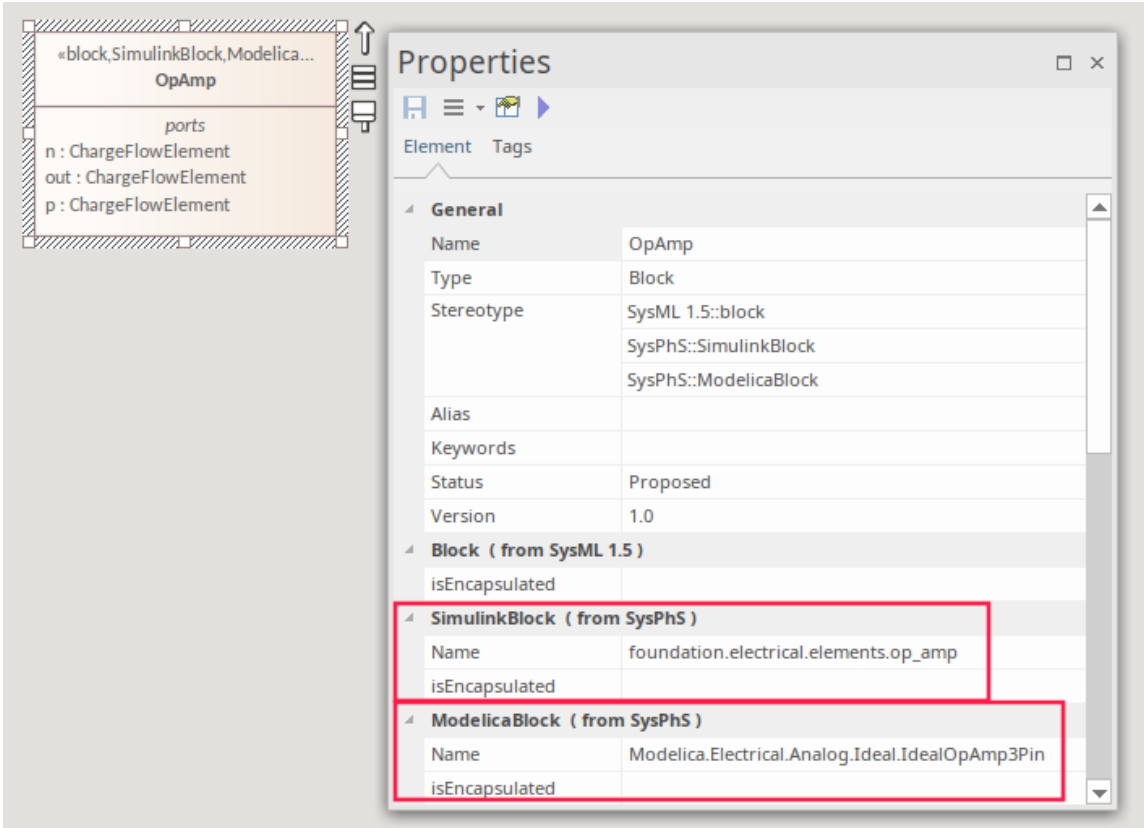 «block,SimulinkBlock,Modelica...
OpAmp
ports
n : ChargeFlowElement
out : ChargeFlowElement
p : ChargeFlowElement
Properties
Element Tags
General
Name OpAmp
Type Block
Stereotype SysML 1.5::block
SysPhS::SimulinkBlock
SysPhS::ModelicaBlock
Alias
Keywords
Status Proposed
Version 1.0
Block ( from SysML 1.5 )
isEncapsulated
SimulinkBlock ( from SysPhS )
Name foundation.electrical.elements.op_amp
isEncapsulated
ModelicaBlock ( from SysPhS )
Name Modelica.Electrical.Analog.Ideal.IdealOpAmp3Pin
isEncapsulated